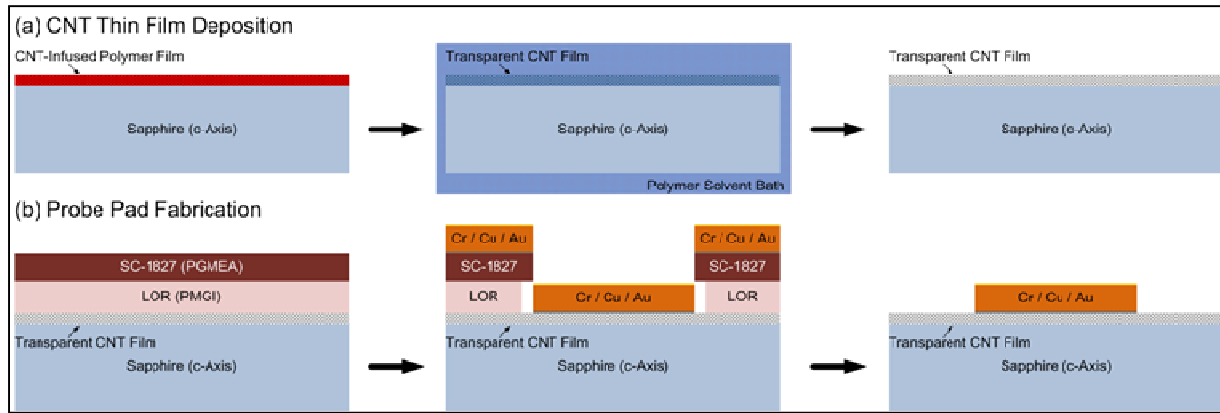 (a) CNT Thin Film Deposition
CNT-Infused Polymer Film
Sapphire (c-Axis)
Transparent CNT Film
Sapphire (c-Axis)
Polymer Solvent Bath
Transparent CNT Film
Sapphire (c-Axis)
(b) Probe Pad Fabrication
SC-1827 (PGMEA)
LOR (PMGI)
Transparent CNT Film
Sapphire (c-Axis)
Cr / Cu / Au
Cr / Cu / Au
SC-1827
SC-1827
LOR
Cr / Cu / Au
LOR
Transparent CNT Film
Sapphire (c-Axis)
Cr / Cu / Au
Transparent CNT Film
Sapphire (c-Axis)